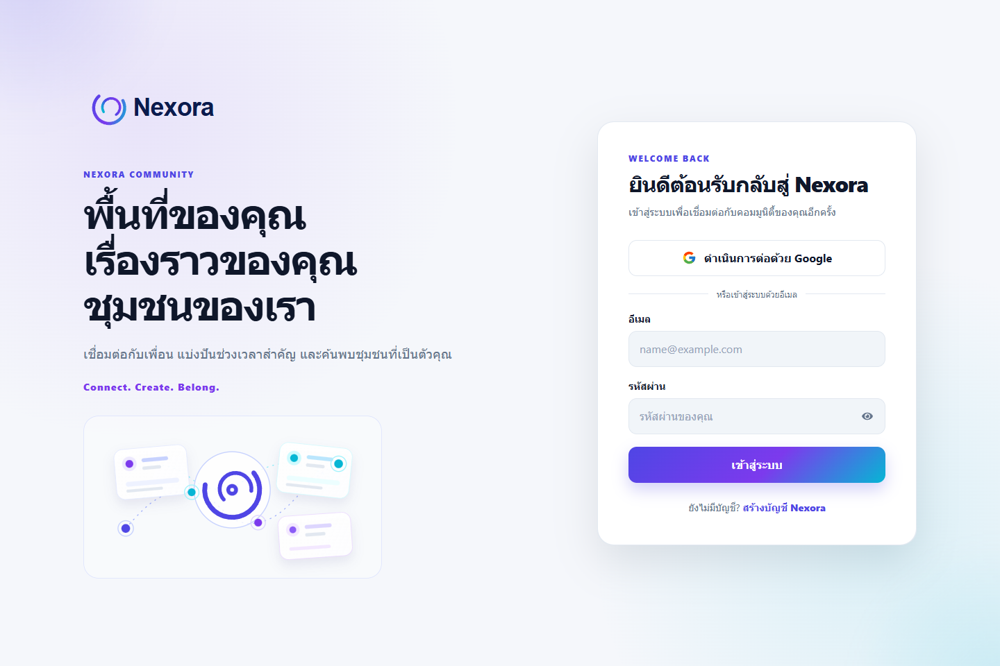 Nexora
NEXORA COMMUNITY
พื้นที่ของคุณ
เรื่องราวของคุณ
ชุมชนของเรา
เชื่อมต่อกับเพื่อน แบ่งปันช่วงเวลาสำคัญ และค้นพบชุมชนที่เป็นตัวคุณ
Connect. Create. Belong.
WELCOME BACK
ยินดีต้อนรับกลับสู่ Nexora
เข้าสู่ระบบเพื่อเชื่อมต่อกับคอมมูนิตี้ของคุณอีกครั้ง
ดำเนินการต่อด้วย Google
หรือเข้าสู่ระบบด้วยอีเมล
อีเมล
name@example.com
รหัสผ่าน
รหัสผ่านของคุณ
เข้าสู่ระบบ
ยังไม่มีบัญชี? สร้างบัญชี Nexora